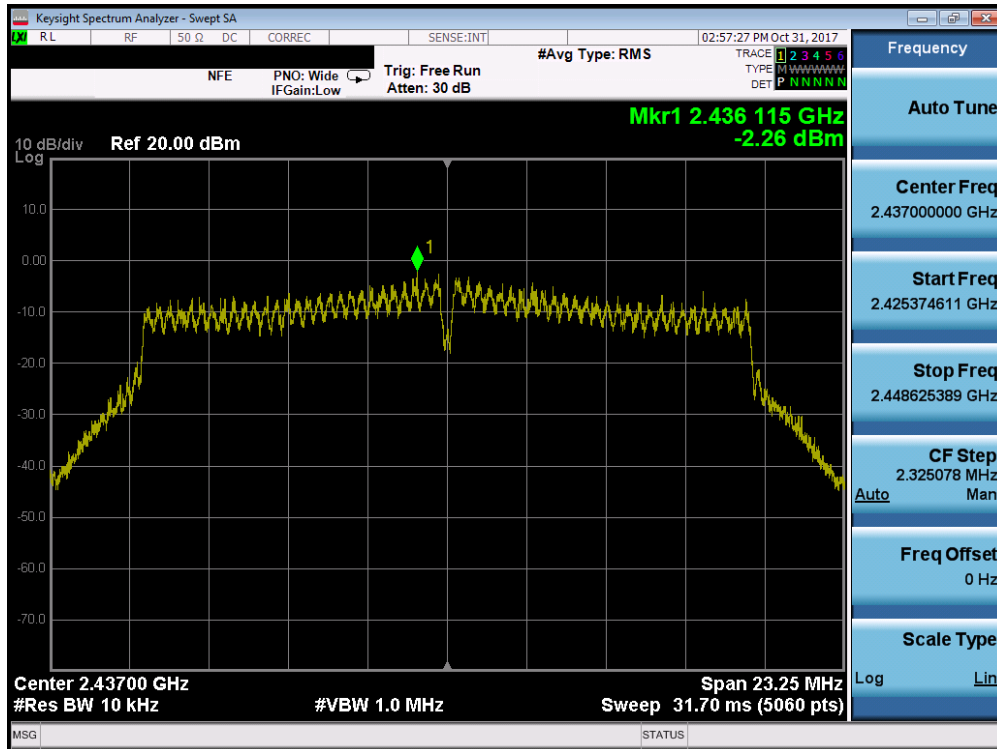 Keysight Spectrum Analyzer - Swept SA
LXI RL RF 50 Ω DC CORREC SENSE:INT 02:57:27 PM Oct 31, 2017
NFE PNO: Wide Trig: Free Run #Avg Type: RMS TRACE 1 2 3 4 5 6
IFGain:Low Atten: 30 dB TYPE M WWWWW
DET P N N N N N
Mkr1 2.436 115 GHz
-2.26 dBm
10 dB/div Ref 20.00 dBm
Log
10.0
0.00
1
-10.0
-20.0
-30.0
-40.0
-50.0
-60.0
-70.0
Center 2.43700 GHz Span 23.25 MHz
#Res BW 10 kHz #VBW 1.0 MHz Sweep 31.70 ms (5060 pts)
MSG STATUS
Frequency
Auto Tune
Center Freq
2.437000000 GHz
Start Freq
2.425374611 GHz
Stop Freq
2.448625389 GHz
CF Step
2.325078 MHz
Auto Man
Freq Offset
0 Hz
Scale Type
Log Lin